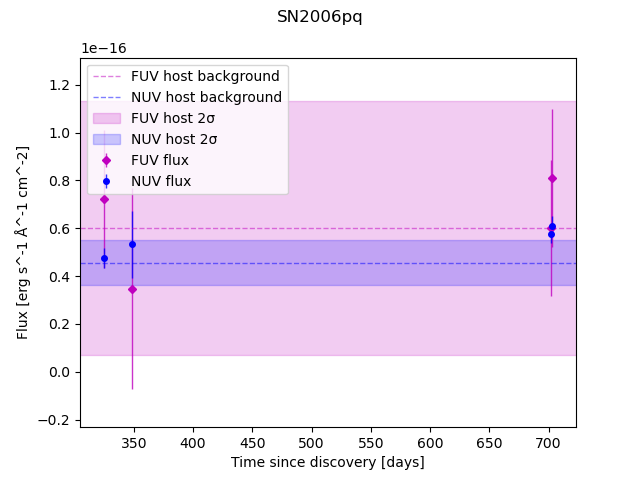 SN2006pq
1e−16
FUV host background
NUV host background
FUV host 2σ
NUV host 2σ
FUV flux
NUV flux
1.2
1.0
0.8
0.6
0.4
0.2
0.0
−0.2
Flux [erg s^-1 Å^-1 cm^-2]
350 400 450 500 550 600 650 700
Time since discovery [days]